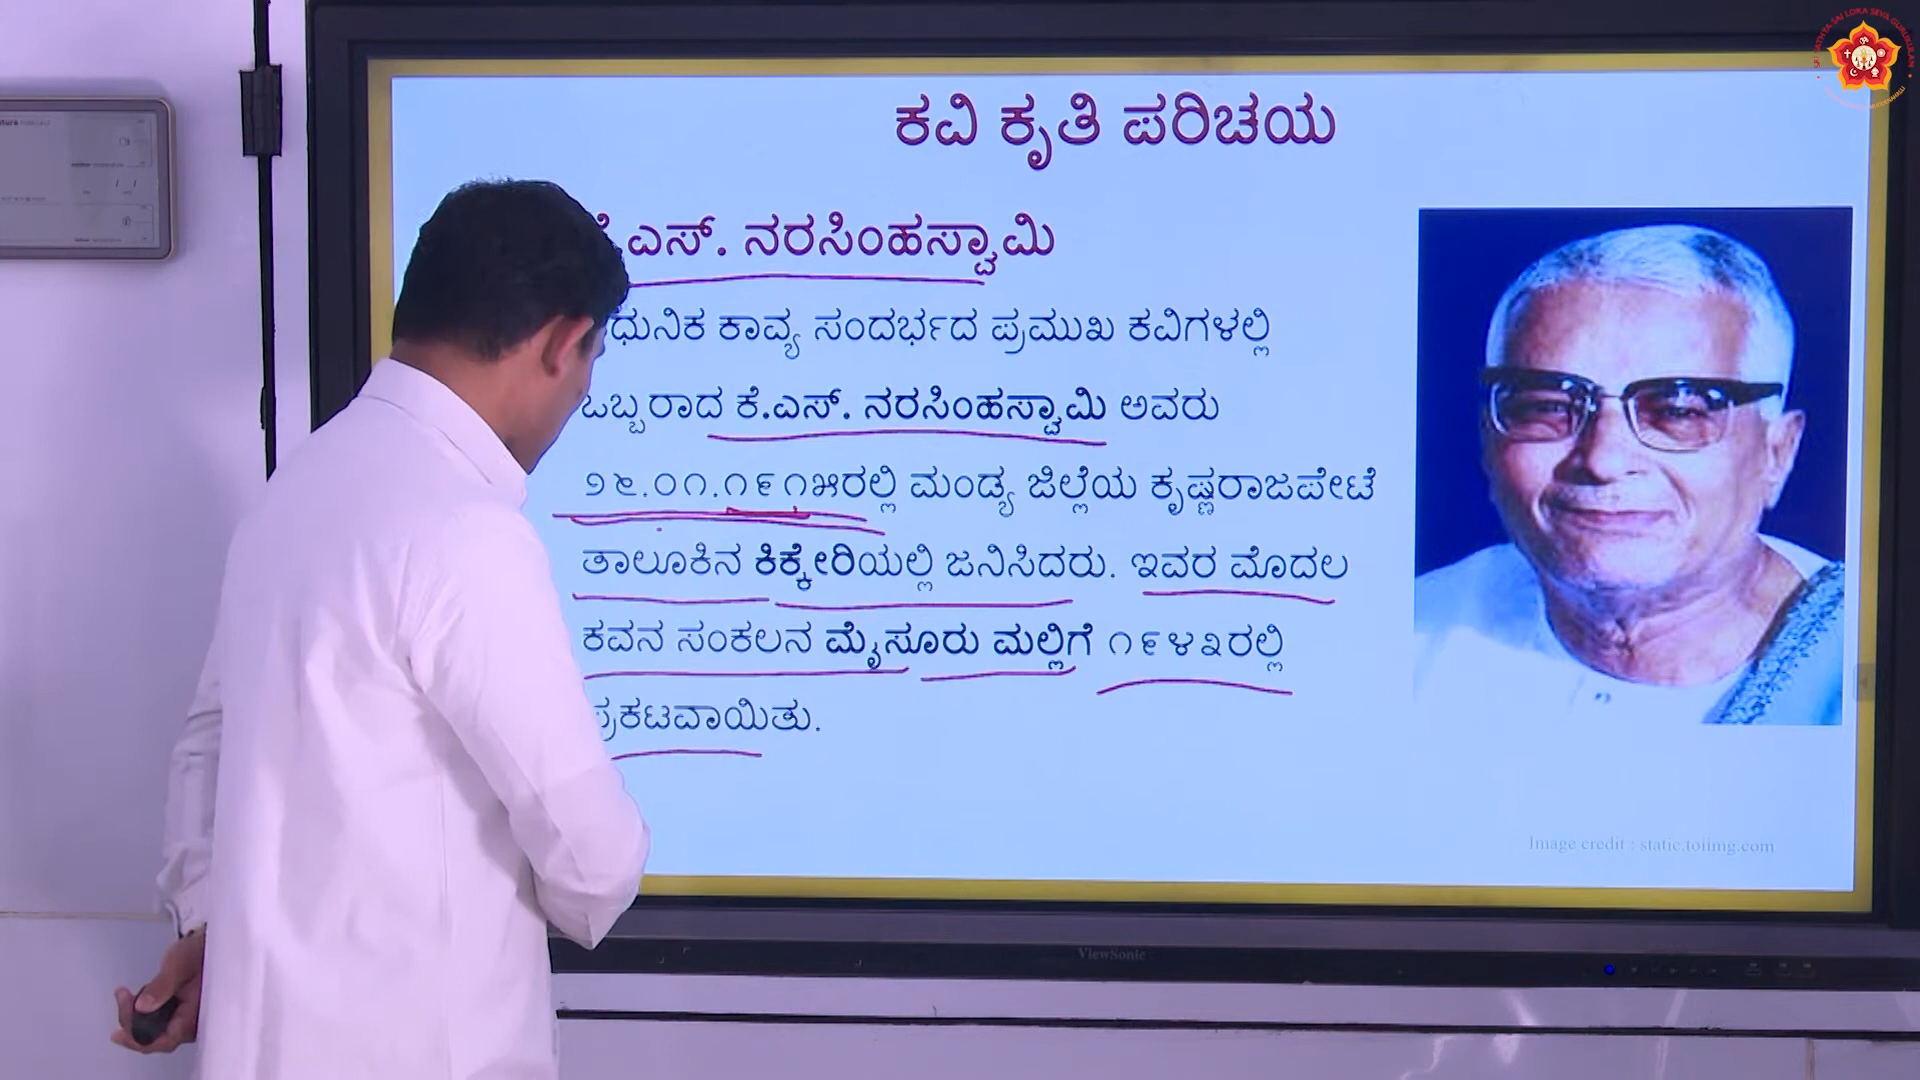 ಕವಿ ಕೃತಿ ಪರಿಚಯ
ಎಸ್. ನರಸಿಂಹಸ್ವಾಮಿ
ಕಾವ್ಯ ಸಂದರ್ಭದ ಪ್ರಮುಖ ಕವಿಗಳಲ್ಲಿ
ಒಬ್ಬರಾದ ಕೆ.ಎಸ್. ನರಸಿಂಹಸ್ವಾಮಿ ಅವರು
೨೬.೦೧.೧೯೧೫ರಲ್ಲಿ ಮಂಡ್ಯ ಜಿಲ್ಲೆಯ ಕೃಷ್ಣರಾಜಪೇಟೆ
ತಾಲೂಕಿನ ಕಿಕ್ಕೇರಿಯಲ್ಲಿ ಜನಿಸಿದರು. ಇವರ ಮೊದಲ
ಕವನ ಸಂಕಲನ ಮೈಸೂರು ಮಲ್ಲಿಗೆ ೧೯೪೩ರಲ್ಲಿ
ಪ್ರಕಟವಾಯಿತು.
Image credit : static.toiimg.com
ViewSonic